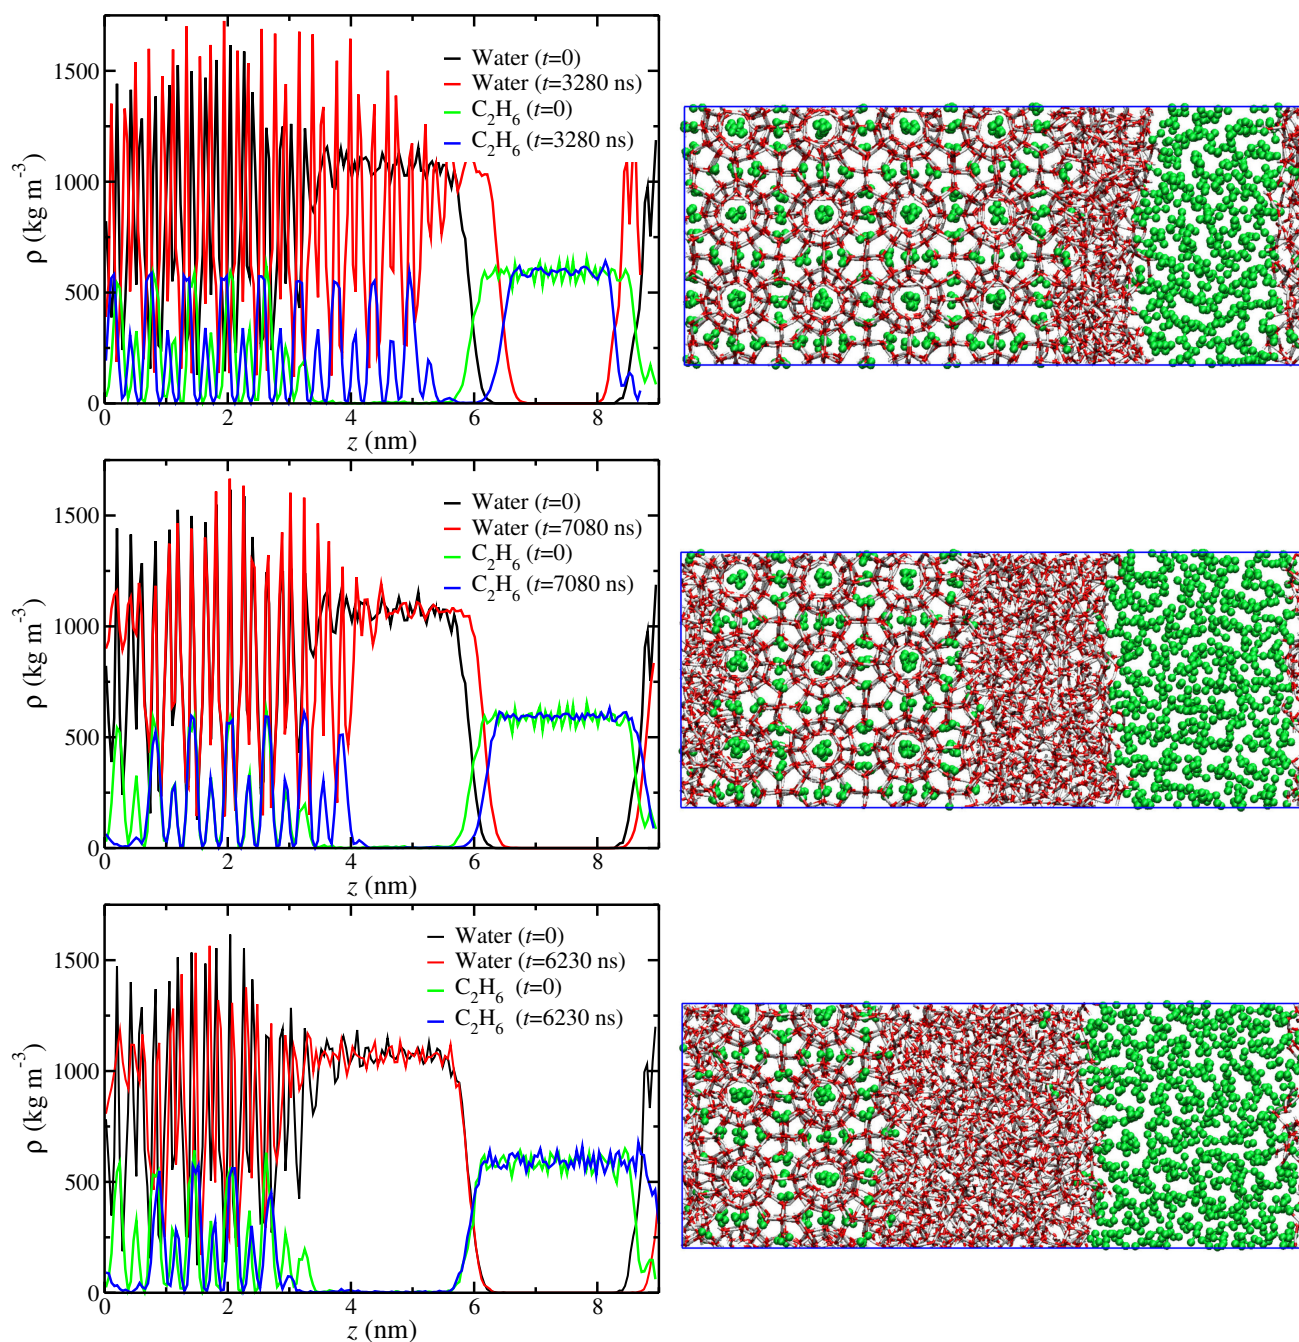 1500
1000
500
0
ρ (kg m⁻³)
Water (t=0)
Water (t=3280 ns)
C₂H₆ (t=0)
C₂H₆ (t=3280 ns)
0 2 4 6 8
z (nm)
1500
1000
500
0
ρ (kg m⁻³)
Water (t=0)
Water (t=7080 ns)
C₂H₆ (t=0)
C₂H₆ (t=7080 ns)
0 2 4 6 8
z (nm)
1500
1000
500
0
ρ (kg m⁻³)
Water (t=0)
Water (t=6230 ns)
C₂H₆ (t=0)
C₂H₆ (t=6230 ns)
0 2 4 6 8
z (nm)